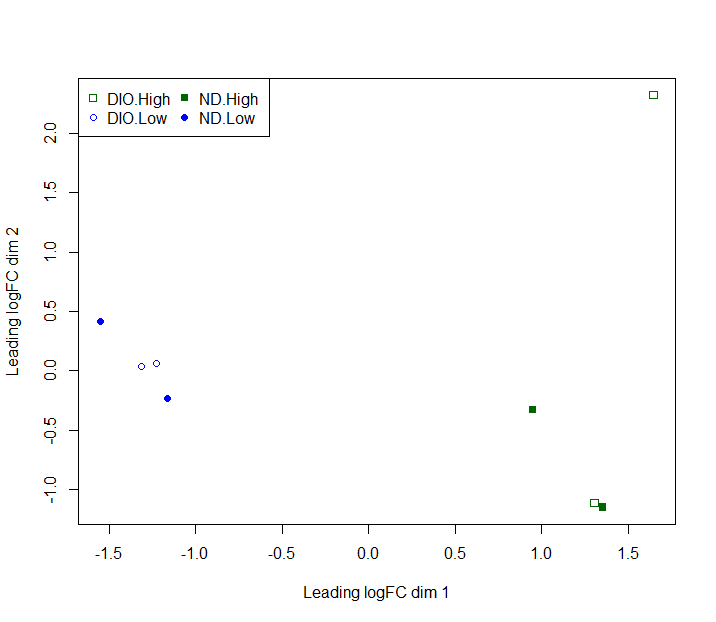 DIO.High ND.High
DIO.Low ND.Low
2.0
1.5
1.0
0.5
0.0
-0.5
-1.0
Leading logFC dim 2
-1.5 -1.0 -0.5 0.0 0.5 1.0 1.5
Leading logFC dim 1